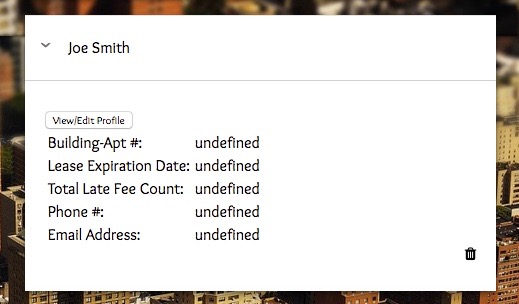 Joe Smith
View/Edit Profile
Building-Apt #: undefined
Lease Expiration Date: undefined
Total Late Fee Count: undefined
Phone #: undefined
Email Address: undefined